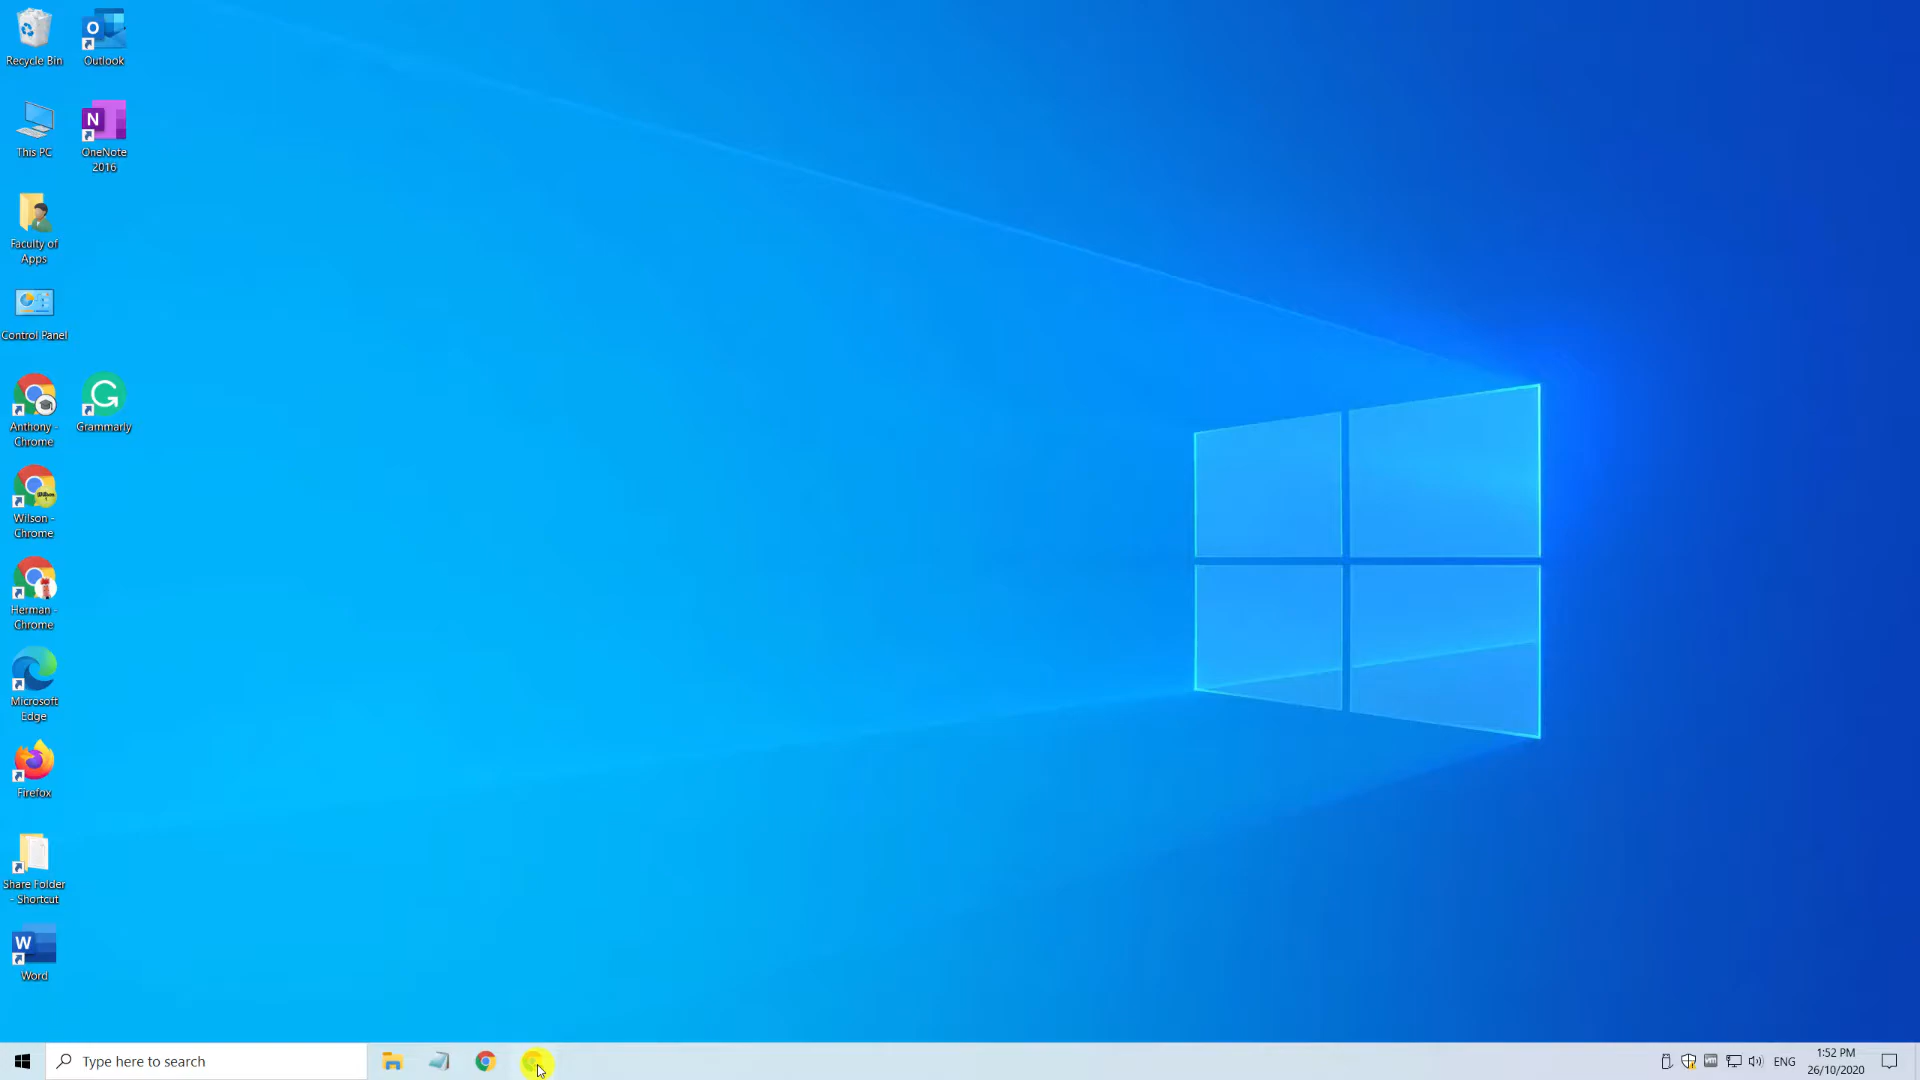 Recycle Bin
Outlook
This PC
OneNote
2016
Faculty of
Apps
Control Panel
Anthony -
Chrome
Grammarly
Wilson -
Chrome
Herman -
Chrome
Microsoft
Edge
Firefox
Share Folder
- Shortcut
Word
Type here to search
ENG
1:52 PM
26/10/2020